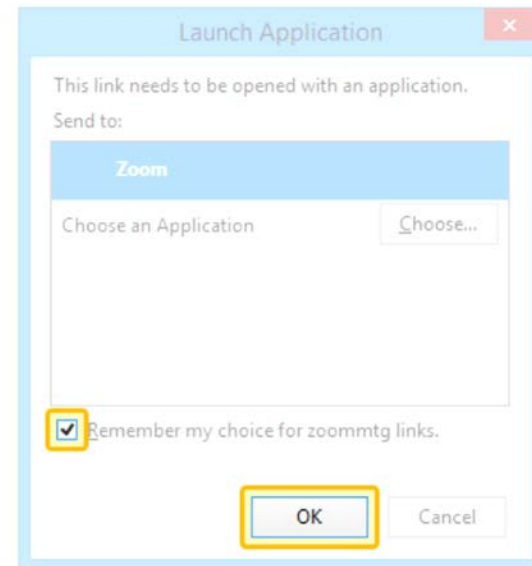 Launch Application
This link needs to be opened with an application.
Send to:
Zoom
Choose an Application
Choose...
Remember my choice for zoommtg links.
OK
Cancel